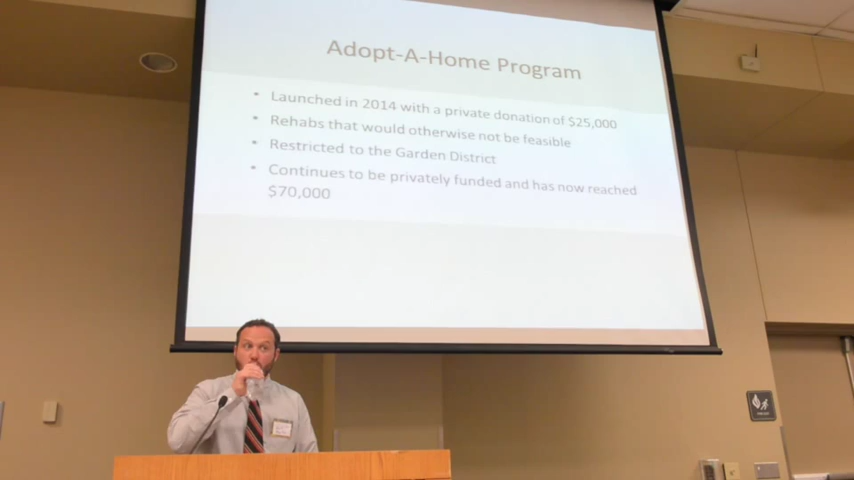 Adopt-A-Home Program
• Launched in 2014 with a private donation of $25,000
• Rehabs that would otherwise not be feasible
• Restricted to the Garden District
• Continues to be privately funded and has now reached
$70,000